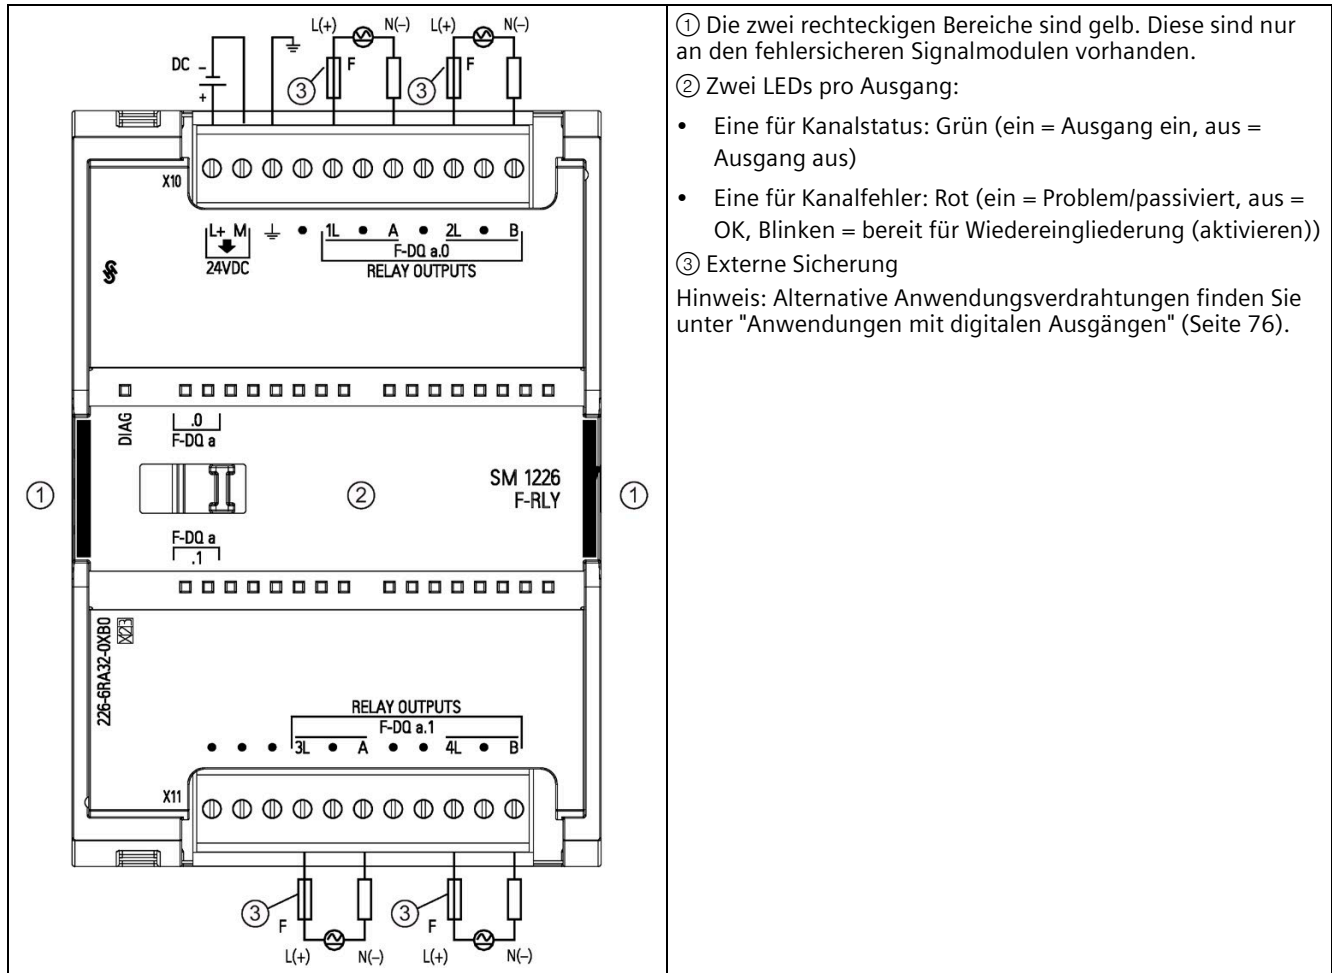 L(+) N(–) L(+) N(–)
DC – F F
+ ③ ③
X10
L+ M 1L • A • 2L • B
F-DQ a.0
24VDC RELAY OUTPUTS
DIAG .0
F-DQ a
① ② SM 1226 ①
F-RLY
F-DQ a
.1
226-6RA32-0XB0
RELAY OUTPUTS
F-DQ a.1
• • • 3L • A • • 4L • B
X11
③ F ③ F
L(+) N(–) L(+) N(–)
① Die zwei rechteckigen Bereiche sind gelb. Diese sind nur
an den fehlersicheren Signalmodulen vorhanden.
② Zwei LEDs pro Ausgang:
• Eine für Kanalstatus: Grün (ein = Ausgang ein, aus =
Ausgang aus)
• Eine für Kanalfehler: Rot (ein = Problem/passiviert, aus =
OK, Blinken = bereit für Wiedereingliederung (aktivieren))
③ Externe Sicherung
Hinweis: Alternative Anwendungsverdrahtungen finden Sie
unter "Anwendungen mit digitalen Ausgängen" (Seite 76).